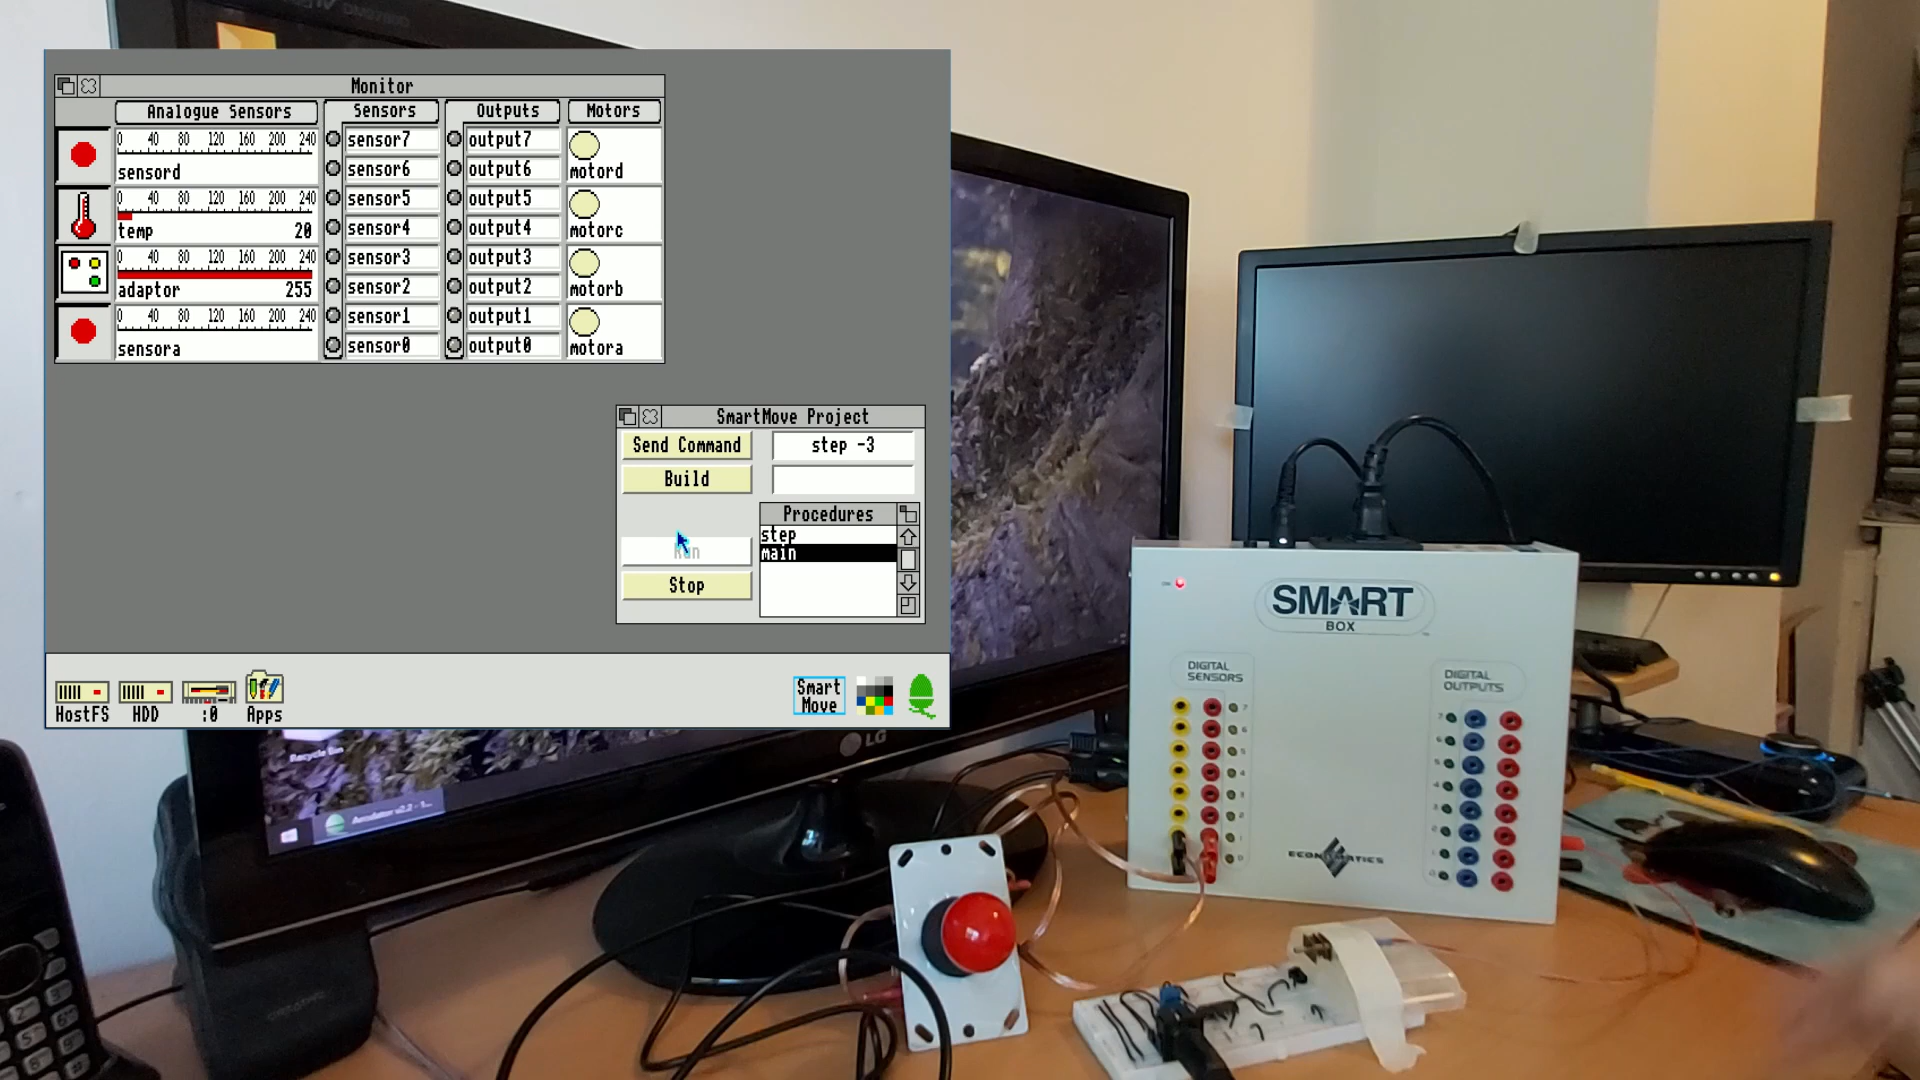 Monitor
Analogue Sensors
Sensors
Outputs
Motors
0 40 80 120 160 200 240
sensord
sensor7
output7
motord
sensor6
output6
0 40 80 120 160 200 240
temp 20
sensor5
output5
motorc
sensor4
output4
0 40 80 120 160 200 240
adaptor 255
sensor3
output3
motorb
sensor2
output2
0 40 80 120 160 200 240
sensora
sensor1
output1
motora
sensor0
output0
SmartMove Project
Send Command
step -3
Build
Procedures
step
main
Run
Stop
HostFS
HDD
:0
Apps
Smart
Move
LG
Recycle Bin
SMART
BOX
DIGITAL
SENSORS
DIGITAL
OUTPUTS
ECONOMATICS